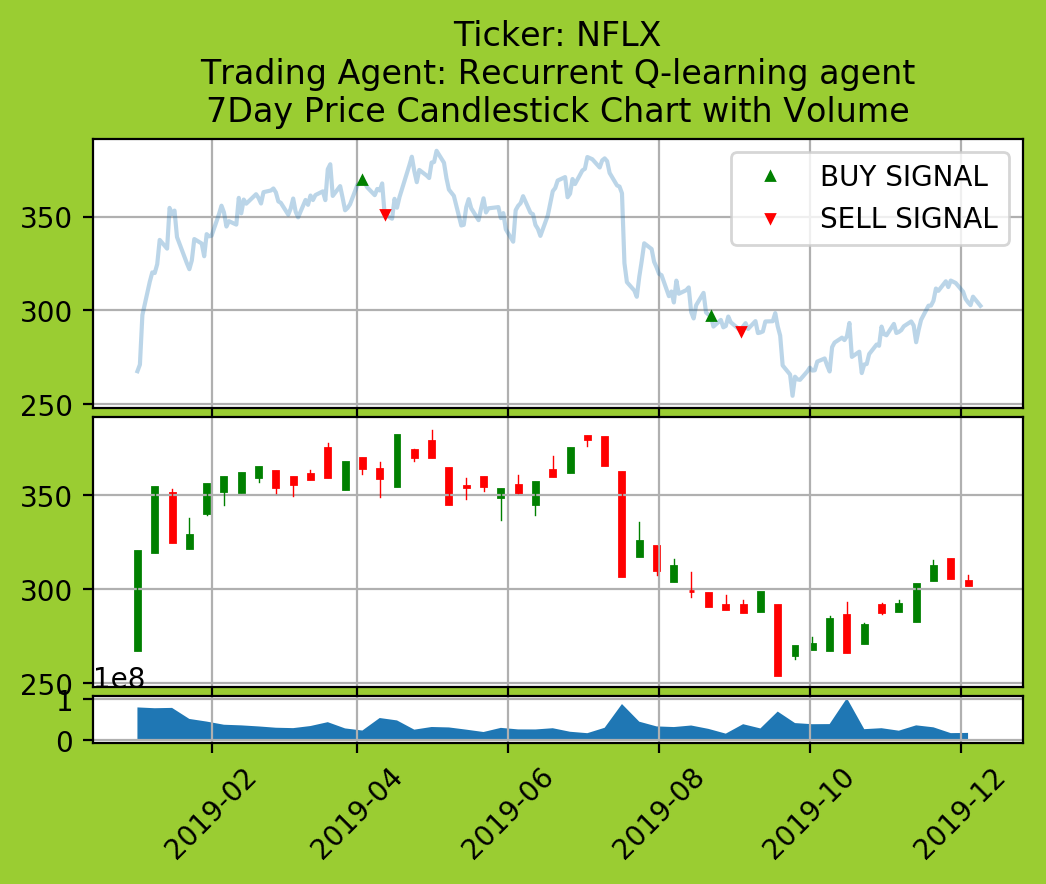 Ticker: NFLX
Trading Agent: Recurrent Q-learning agent
7Day Price Candlestick Chart with Volume
BUY SIGNAL
SELL SIGNAL
350
300
250
350
300
250
1e8
1
0
2019-02
2019-04
2019-06
2019-08
2019-10
2019-12